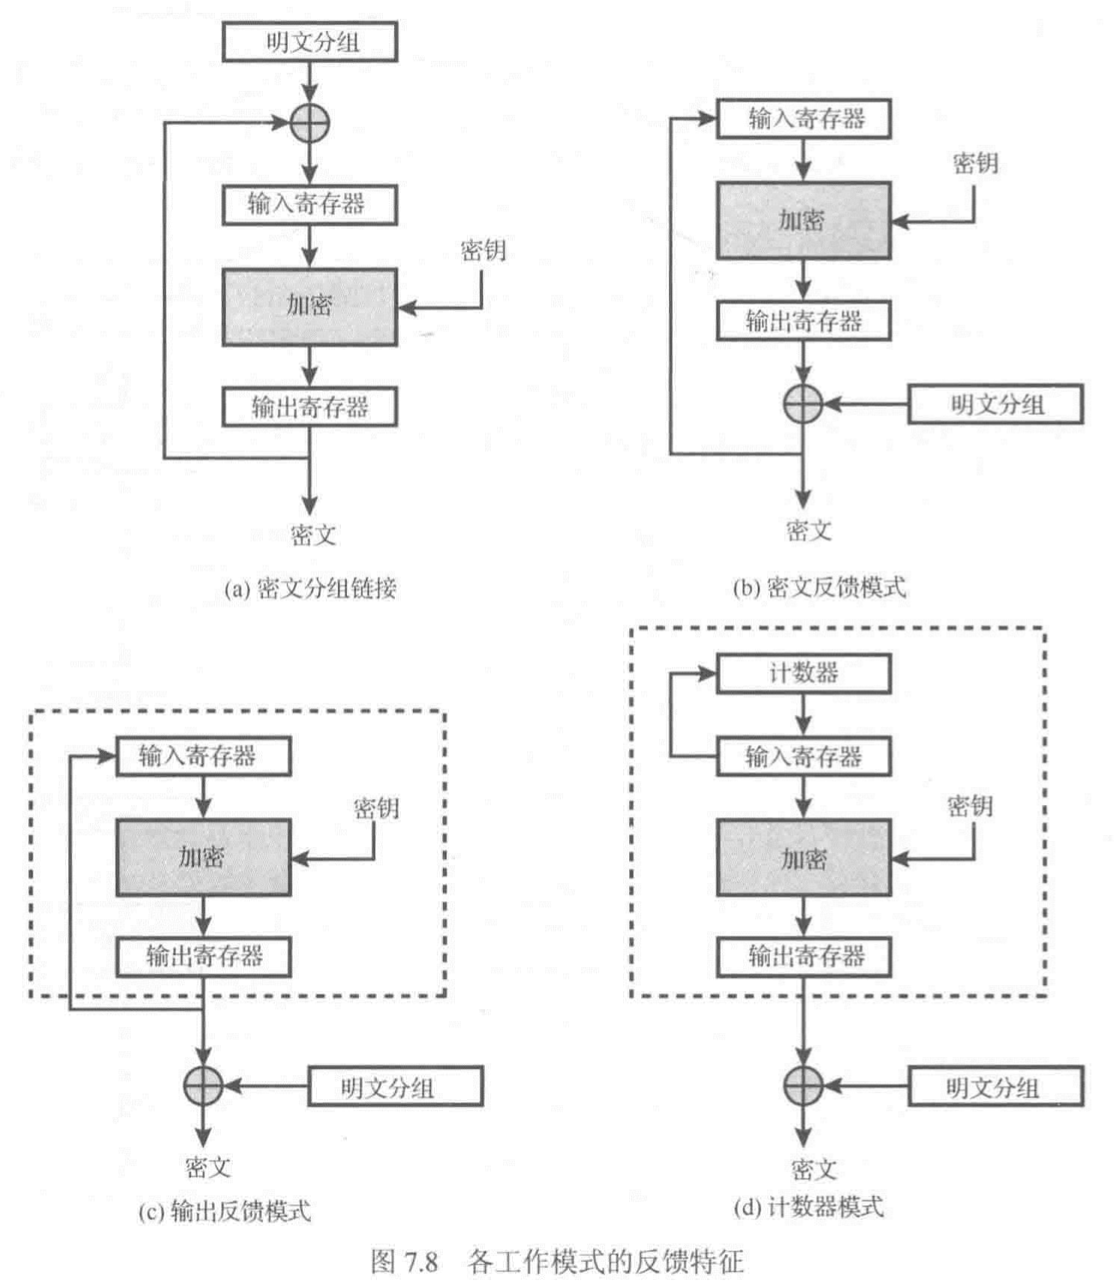 明文分组
输入寄存器
密钥
加密
输出寄存器
密文
(a) 密文分组链接
输入寄存器
密钥
加密
输出寄存器
明文分组
密文
(b) 密文反馈模式
输入寄存器
密钥
加密
输出寄存器
明文分组
密文
(c) 输出反馈模式
计数器
输入寄存器
密钥
加密
输出寄存器
明文分组
密文
(d) 计数器模式
图 7.8 各工作模式的反馈特征